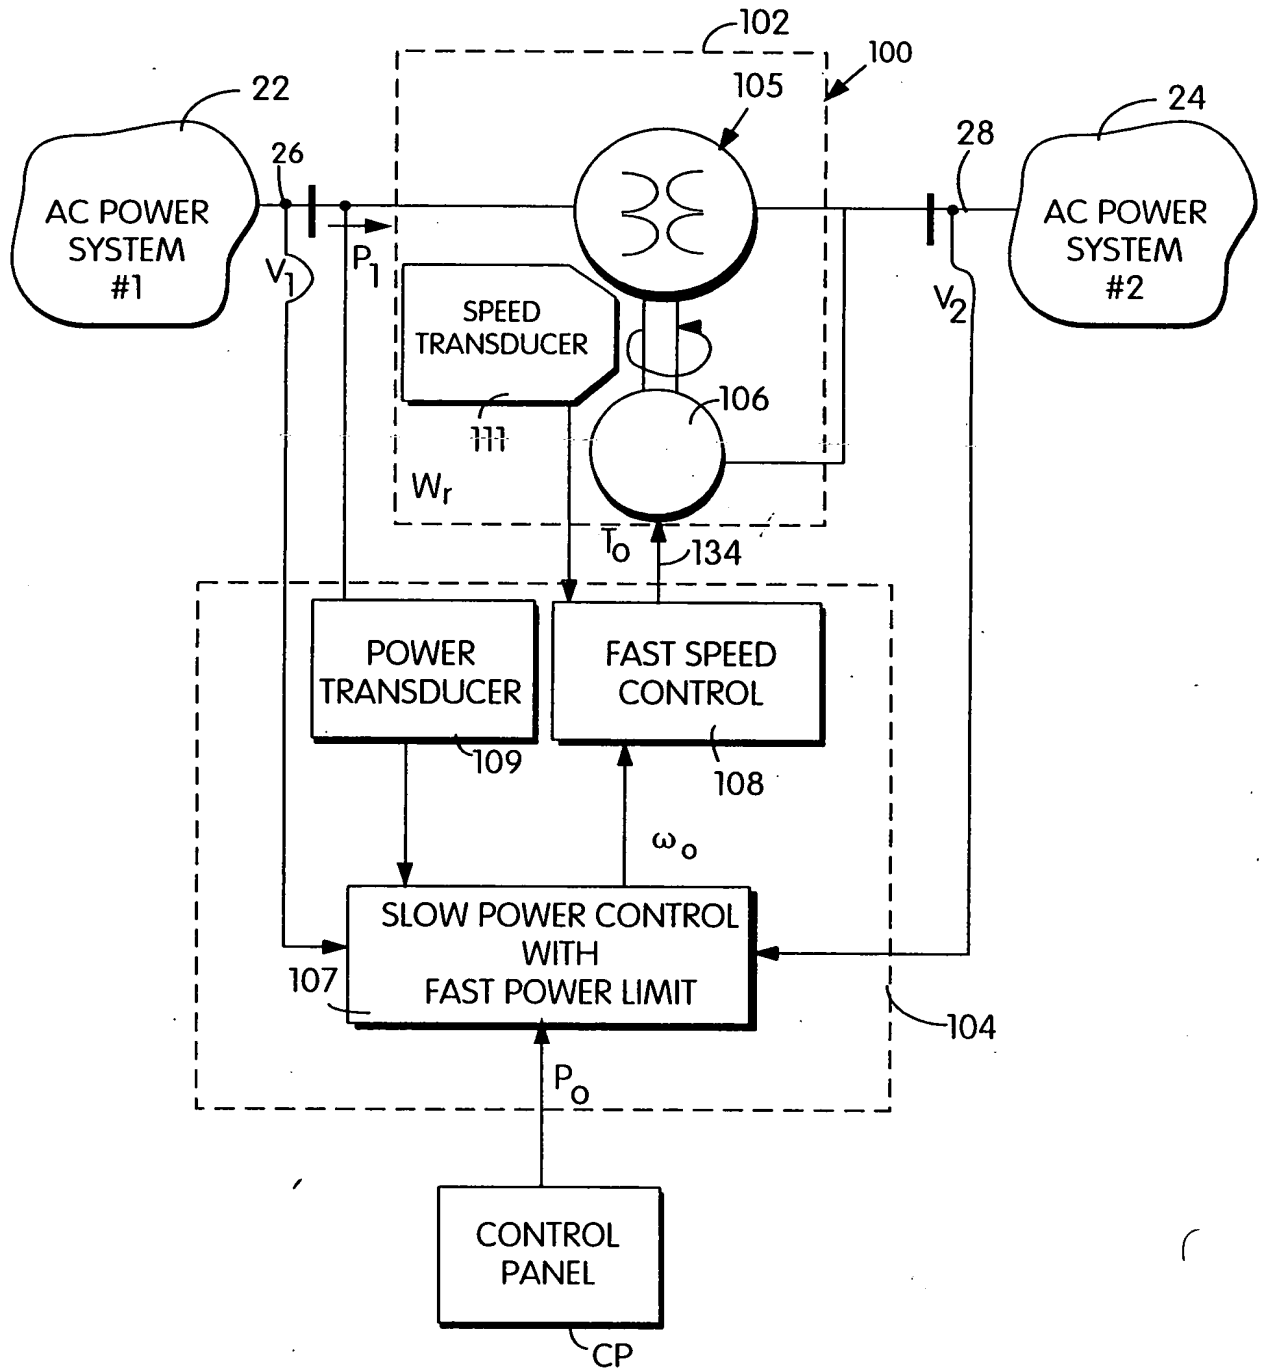 102
100
22
105
24
26
28
AC POWER
SYSTEM
#1
AC POWER
SYSTEM
#2
V1
P1
V2
SPEED
TRANSDUCER
106
111
Wr
To
134
POWER
TRANSDUCER
FAST SPEED
CONTROL
109
108
ωo
SLOW POWER CONTROL
WITH
FAST POWER LIMIT
107
104
Po
CONTROL
PANEL
CP